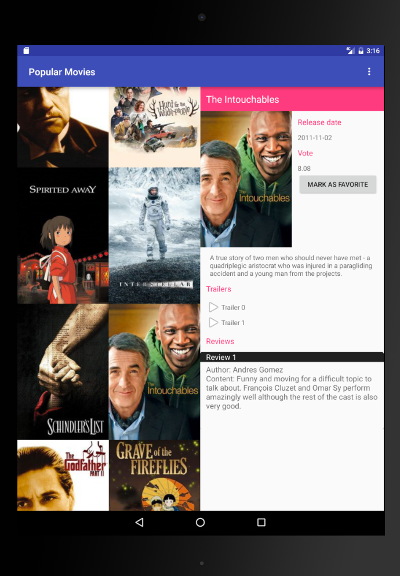 3:16
Popular Movies
Hunt for the Wilderpeople
SPIRITED AWAY
INTERSTELLAR
SCHINDLER'S LIST
Intouchables
The Godfather
PART II
GRAVE of the
FIREFLIES
The Intouchables
Intouchables
Release date
2011-11-02
Vote
8.08
MARK AS FAVORITE
A true story of two men who should never have met - a
quadriplegic aristocrat who was injured in a paragliding
accident and a young man from the projects.
Trailers
Trailer 0
Trailer 1
Reviews
Review 1
Author: Andres Gomez
Content: Funny and moving for a difficult topic to
talk about. François Cluzet and Omar Sy perform
amazingly well although the rest of the cast is also
very good.